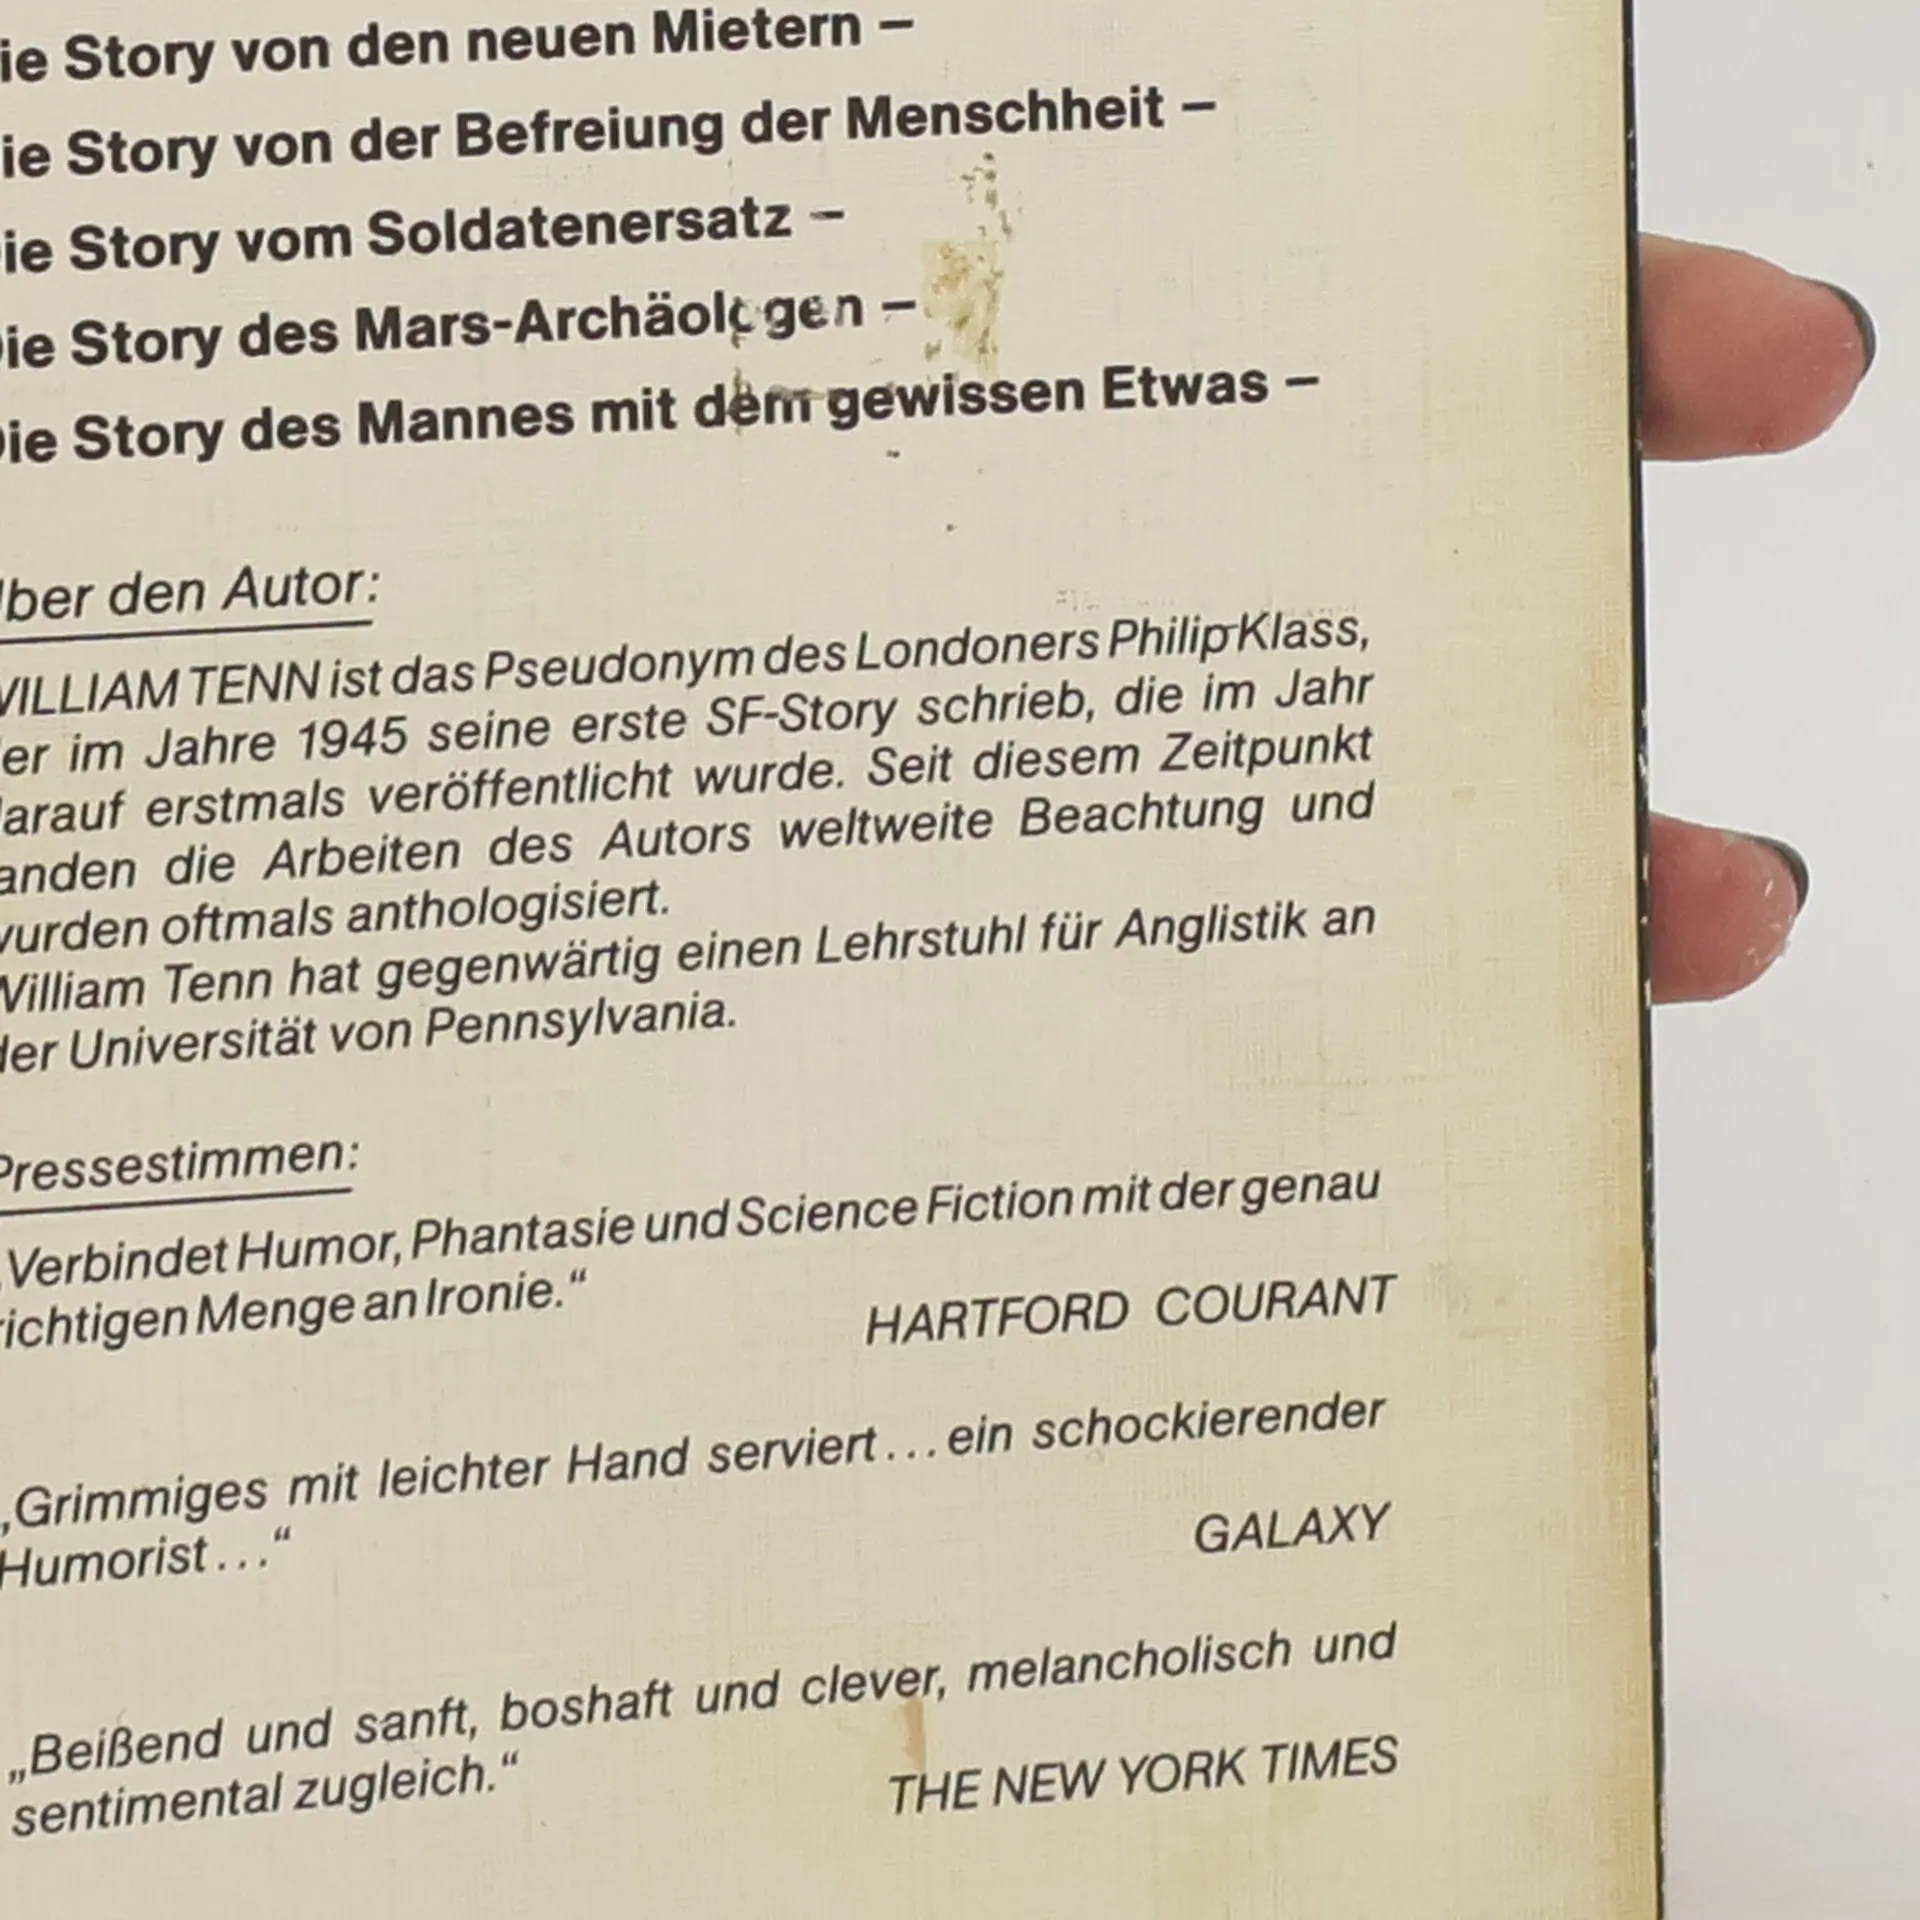 ie Story von den neuen Mietern –
ie Story von der Befreiung der Menschheit –
ie Story vom Soldatenersatz –
ie Story des Mars-Archäologen –
Die Story des Mannes mit dem gewissen Etwas –
Über den Autor:
WILLIAM TENN ist das Pseudonym des Londoners Philip Klass,
der im Jahre 1945 seine erste SF-Story schrieb, die im Jahr
darauf erstmals veröffentlicht wurde. Seit diesem Zeitpunkt
anden die Arbeiten des Autors weltweite Beachtung und
wurden oftmals anthologisiert.
William Tenn hat gegenwärtig einen Lehrstuhl für Anglistik an
der Universität von Pennsylvania.
Pressestimmen:
„Verbindet Humor, Phantasie und Science Fiction mit der genau
richtigen Menge an Ironie.“
HARTFORD COURANT
„Grimmiges mit leichter Hand serviert... ein schockierender
Humorist...“
GALAXY
„Beißend und sanft, boshaft und clever, melancholisch und
sentimental zugleich.“
THE NEW YORK TIMES